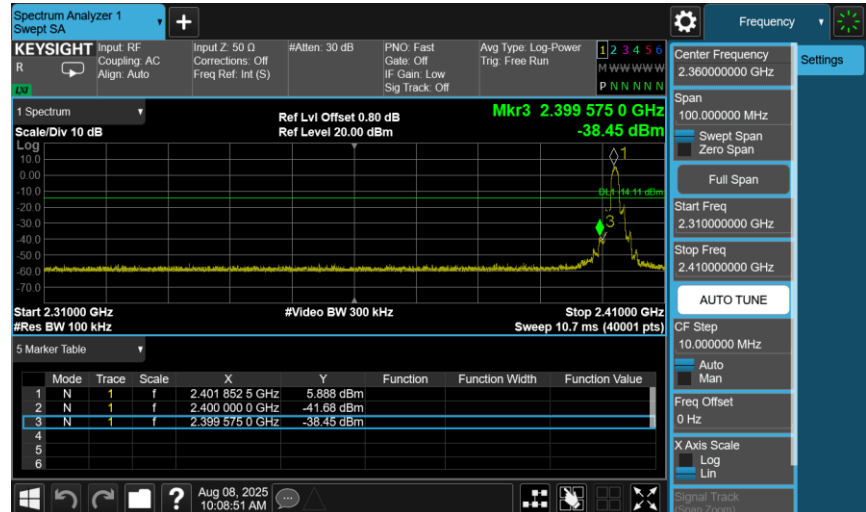 Spectrum Analyzer 1
Swept SA
Frequency
KEYSIGHT
R
LXI
Input: RF
Coupling: AC
Align: Auto
Input Z: 50 Ω
Corrections: Off
Freq Ref: Int (S)
#Atten: 30 dB
PNO: Fast
Gate: Off
IF Gain: Low
Sig Track: Off
Avg Type: Log-Power
Trig: Free Run
1 2 3 4 5 6
M W W W W W
P N N N N N
1 Spectrum
Scale/Div 10 dB
Ref Lvl Offset 0.80 dB
Ref Level 20.00 dBm
Mkr3 2.399 575 0 GHz
-38.45 dBm
Log
10.0
0.00
-10.0
-20.0
-30.0
-40.0
-50.0
-60.0
-70.0
1
DL1 -14.11 dBm
3
Start 2.31000 GHz
#Res BW 100 kHz
#Video BW 300 kHz
Stop 2.41000 GHz
Sweep 10.7 ms (40001 pts)
5 Marker Table
Mode Trace Scale X Y Function Function Width Function Value
1 N 1 f 2.401 852 5 GHz 5.888 dBm
2 N 1 f 2.400 000 0 GHz -41.68 dBm
3 N 1 f 2.399 575 0 GHz -38.45 dBm
4
5
6
?
Aug 08, 2025
10:08:51 AM
Center Frequency
2.360000000 GHz
Span
100.000000 MHz
Swept Span
Zero Span
Full Span
Start Freq
2.310000000 GHz
Stop Freq
2.410000000 GHz
AUTO TUNE
CF Step
10.000000 MHz
Auto
Man
Freq Offset
0 Hz
X Axis Scale
Log
Lin
Signal Track
(Span Zoom)
Settings